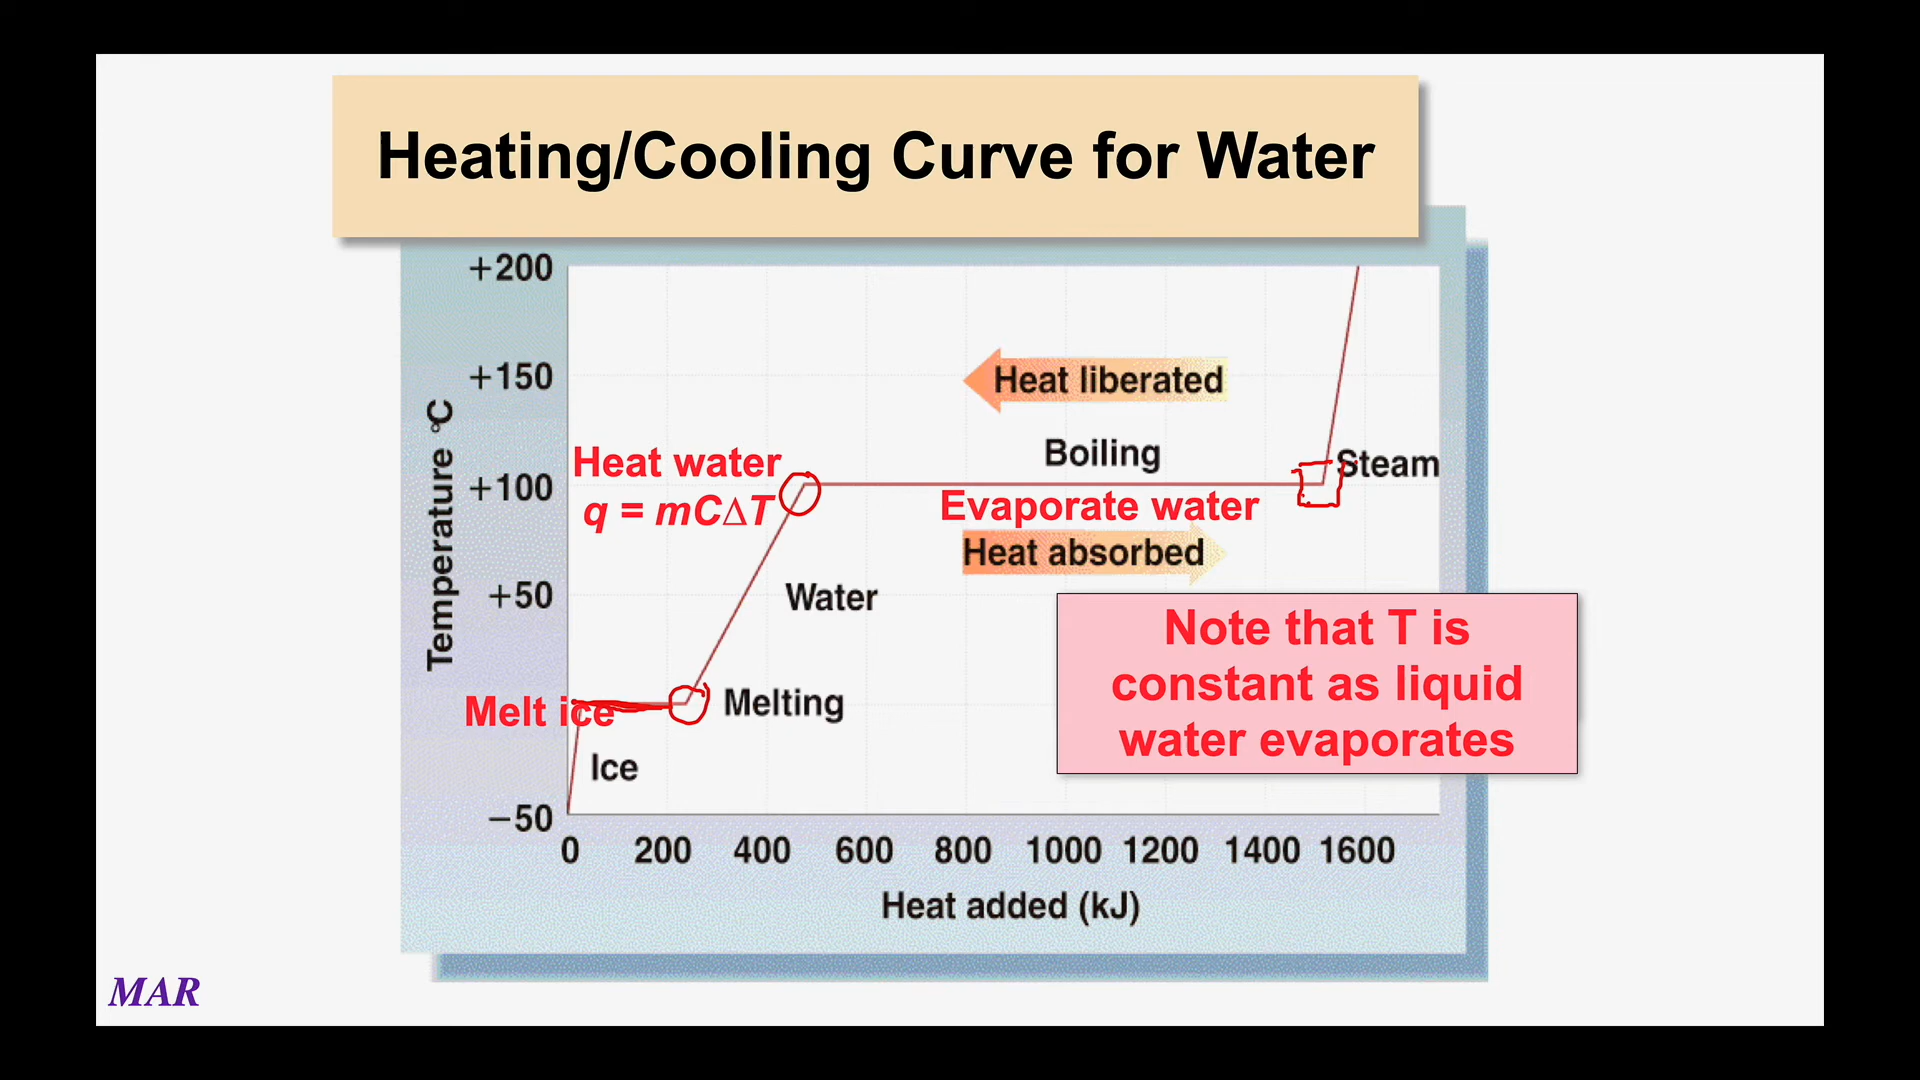 Heating/Cooling Curve for Water
+200
+150
+100
+50
−50
Temperature °C
Heat liberated
Boiling
Steam
Heat water
q = mCΔT
Evaporate water
Heat absorbed
Water
Note that T is
constant as liquid
water evaporates
Melt ice
Melting
Ice
0 200 400 600 800 1000 1200 1400 1600
Heat added (kJ)
MAR